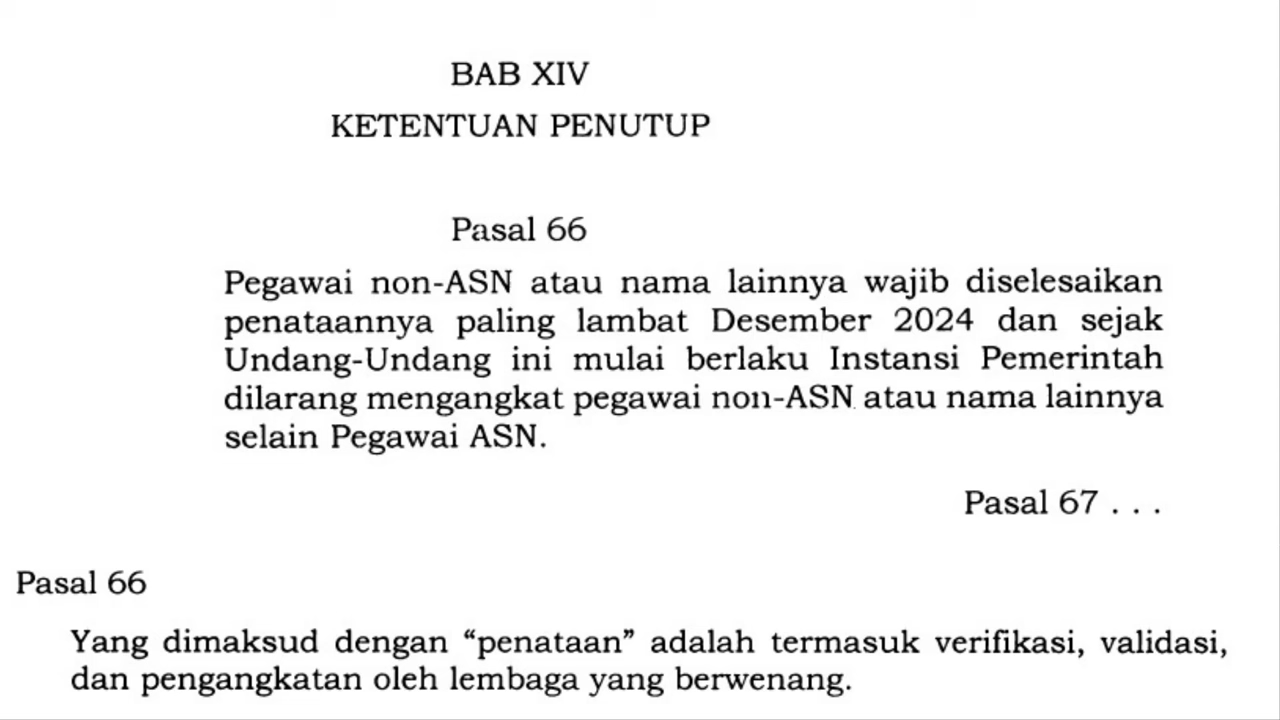 BAB XIV
KETENTUAN PENUTUP
Pasal 66
Pegawai non-ASN atau nama lainnya wajib diselesaikan
penataannya paling lambat Desember 2024 dan sejak
Undang-Undang ini mulai berlaku Instansi Pemerintah
dilarang mengangkat pegawai non-ASN atau nama lainnya
selain Pegawai ASN.
Pasal 67 . . .
Pasal 66
Yang dimaksud dengan “penataan” adalah termasuk verifikasi, validasi,
dan pengangkatan oleh lembaga yang berwenang.